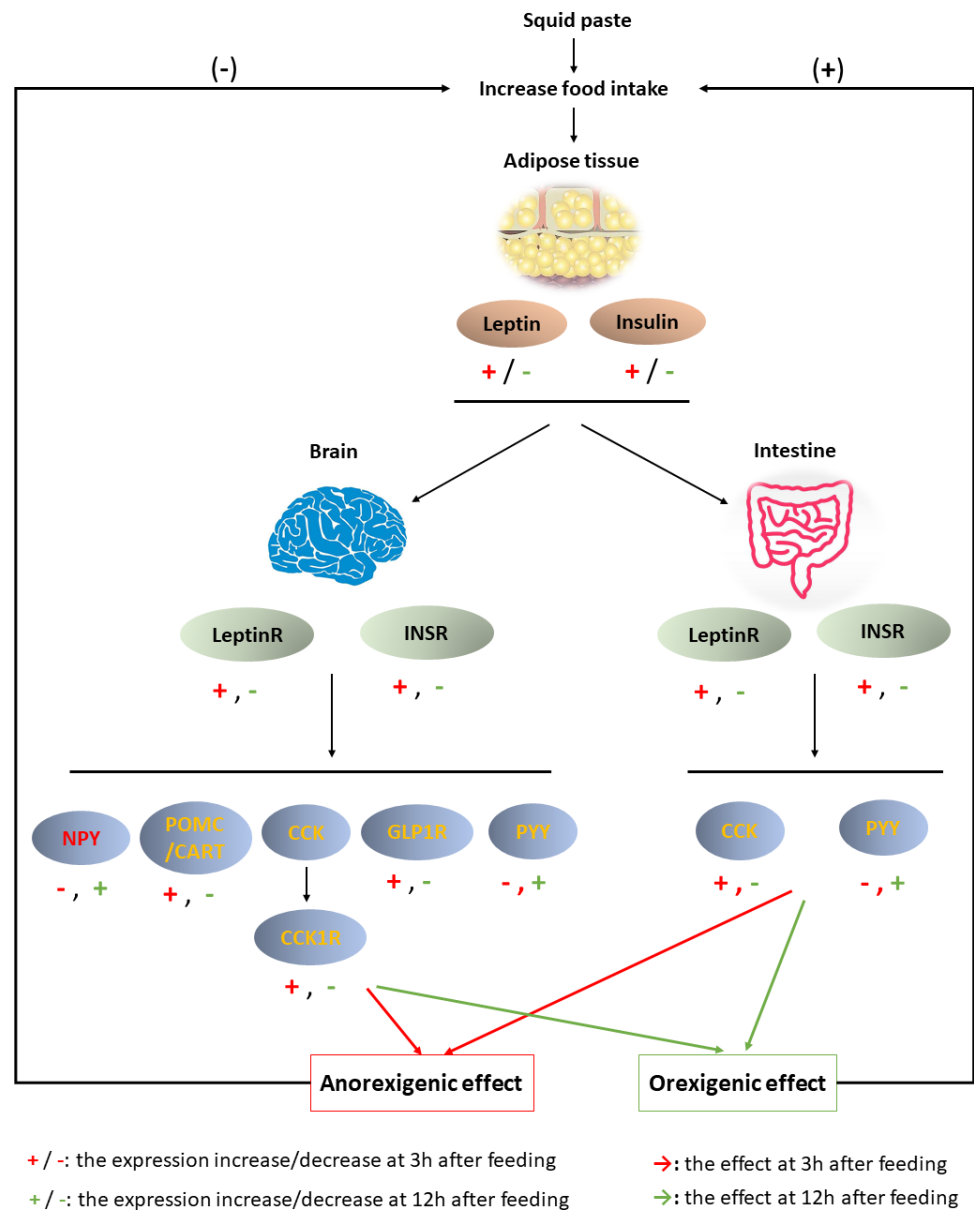 Squid paste
(-)
(+)
Increase food intake
Adipose tissue
Leptin
Insulin
+ / -
+ / -
Brain
Intestine
LeptinR
INSR
LeptinR
INSR
+ , -
+ , -
+ , -
+ , -
NPY
POMC
/CART
CCK
GLP1R
PYY
CCK
PYY
- , +
+ , -
+ , -
- , +
+ , -
- , +
CCK1R
+ , -
Anorexigenic effect
Orexigenic effect
+ / -: the expression increase/decrease at 3h after feeding
→: the effect at 3h after feeding
+ / -: the expression increase/decrease at 12h after feeding
→: the effect at 12h after feeding